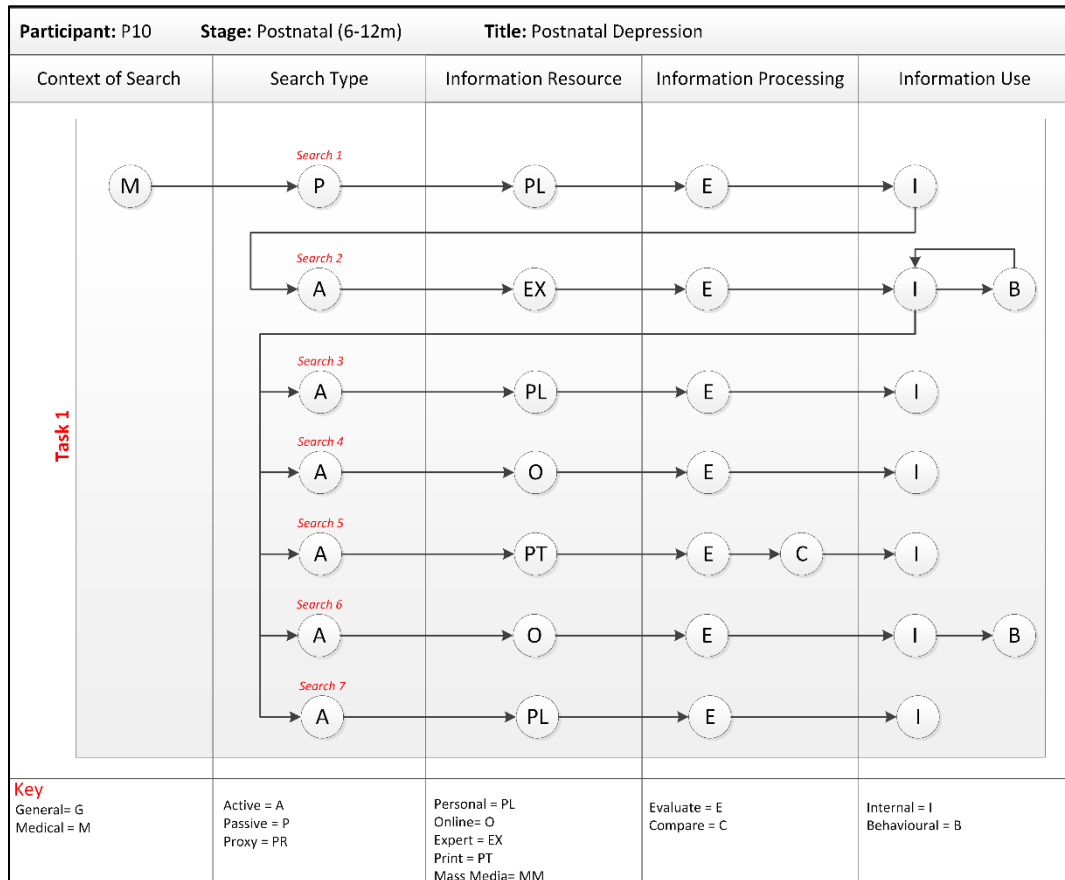 Participant: P10 Stage: Postnatal (6-12m) Title: Postnatal Depression
Context of Search Search Type Information Resource Information Processing Information Use
Task 1
Search 1
M P PL E I
Search 2
A EX E I B
Search 3
A PL E I
Search 4
A O E I
Search 5
A PT E C I
Search 6
A O E I B
Search 7
A PL E I
Key
General= G
Medical = M
Active = A
Passive = P
Proxy = PR
Personal = PL
Online= O
Expert = EX
Print = PT
Mass Media= MM
Evaluate = E
Compare = C
Internal = I
Behavioural = B